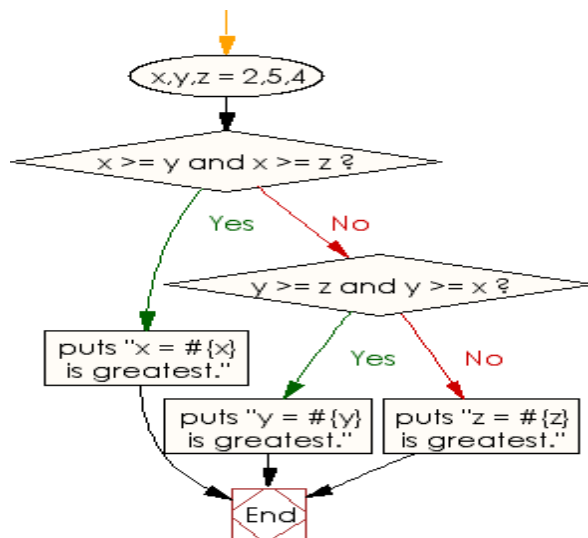 x,y,z = 2,5,4
x >= y and x >= z ?
Yes
No
y >= z and y >= x ?
puts "x = #{x}
is greatest."
Yes
No
puts "y = #{y}
is greatest."
puts "z = #{z}
is greatest."
End